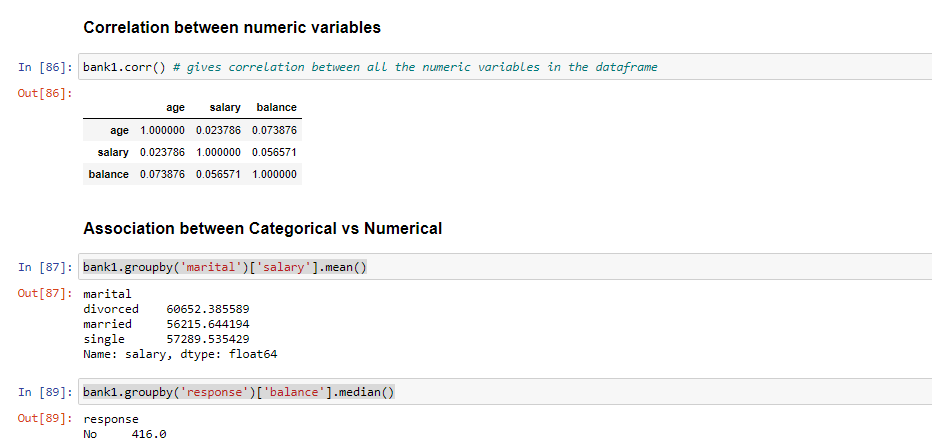 Correlation between numeric variables
In [86]: bank1.corr() # gives correlation between all the numeric variables in the dataframe
Out[86]:
age salary balance
age 1.000000 0.023786 0.073876
salary 0.023786 1.000000 0.056571
balance 0.073876 0.056571 1.000000
Association between Categorical vs Numerical
In [87]: bank1.groupby('marital')['salary'].mean()
Out[87]: marital
divorced 60652.385589
married 56215.644194
single 57289.535429
Name: salary, dtype: float64
In [89]: bank1.groupby('response')['balance'].median()
Out[89]: response
No 416.0